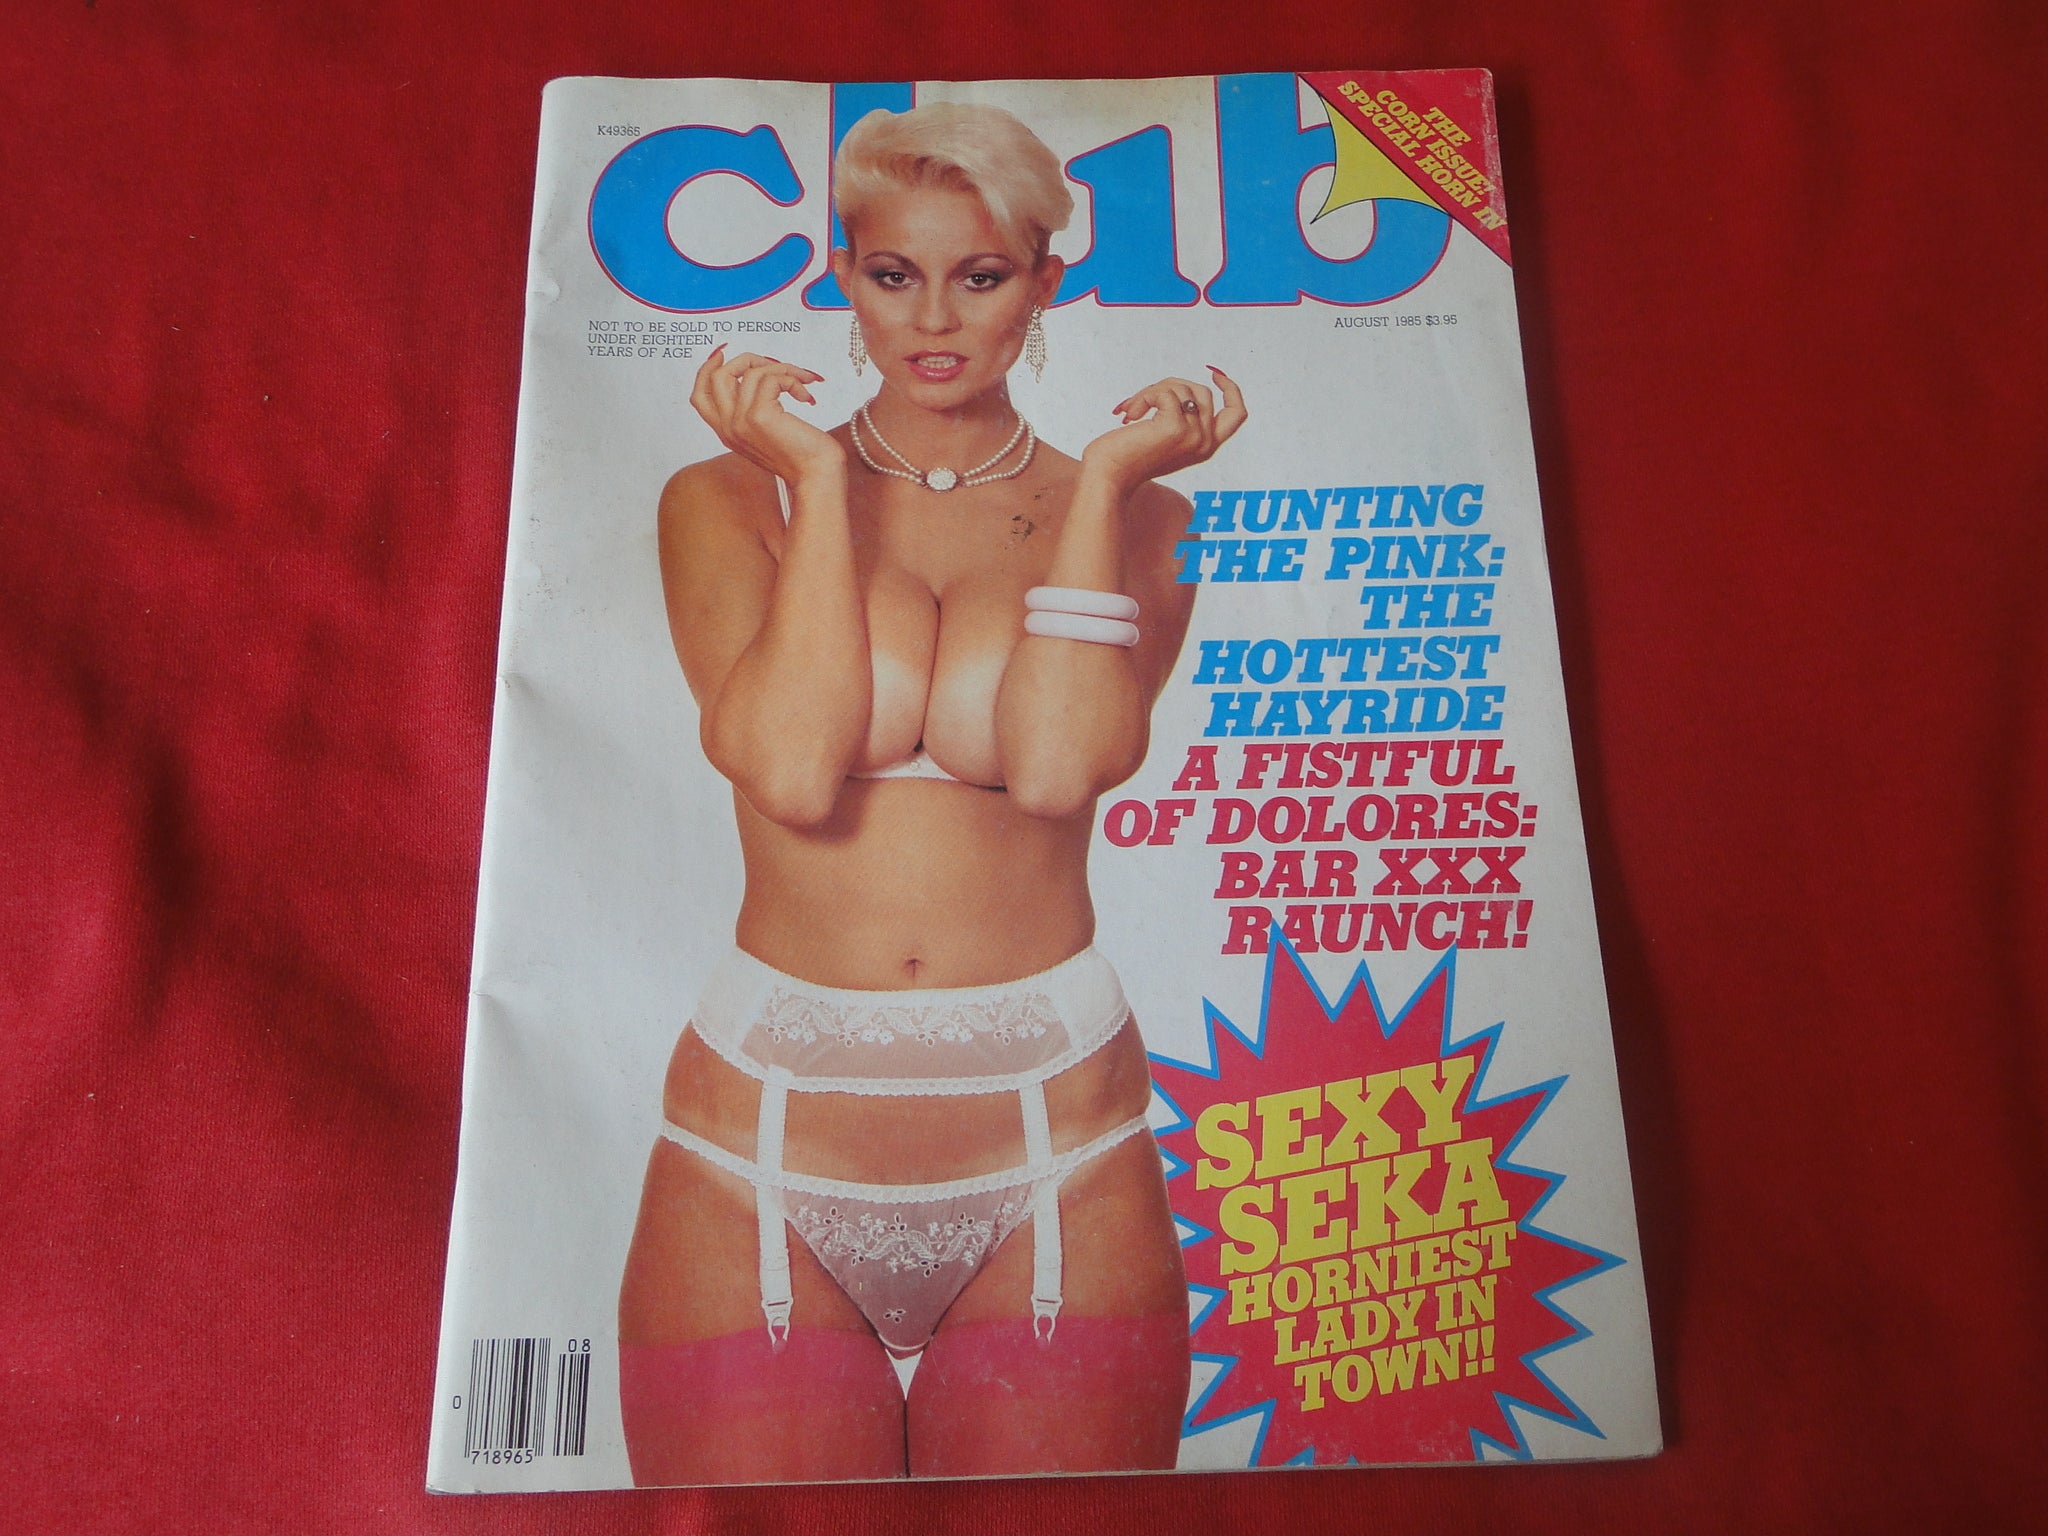 THE
CORN ISSUE!
SPECIAL HORN IN
K49365
club
NOT TO BE SOLD TO PERSONS
UNDER EIGHTEEN
YEARS OF AGE
AUGUST 1985 $3.95
HUNTING
THE PINK:
THE
HOTTEST
HAYRIDE
A FISTFUL
OF DOLORES:
BAR XXX
RAUNCH!
SEXY
SEKA
HORNIEST
LADY IN
TOWN!!
08
0
718965